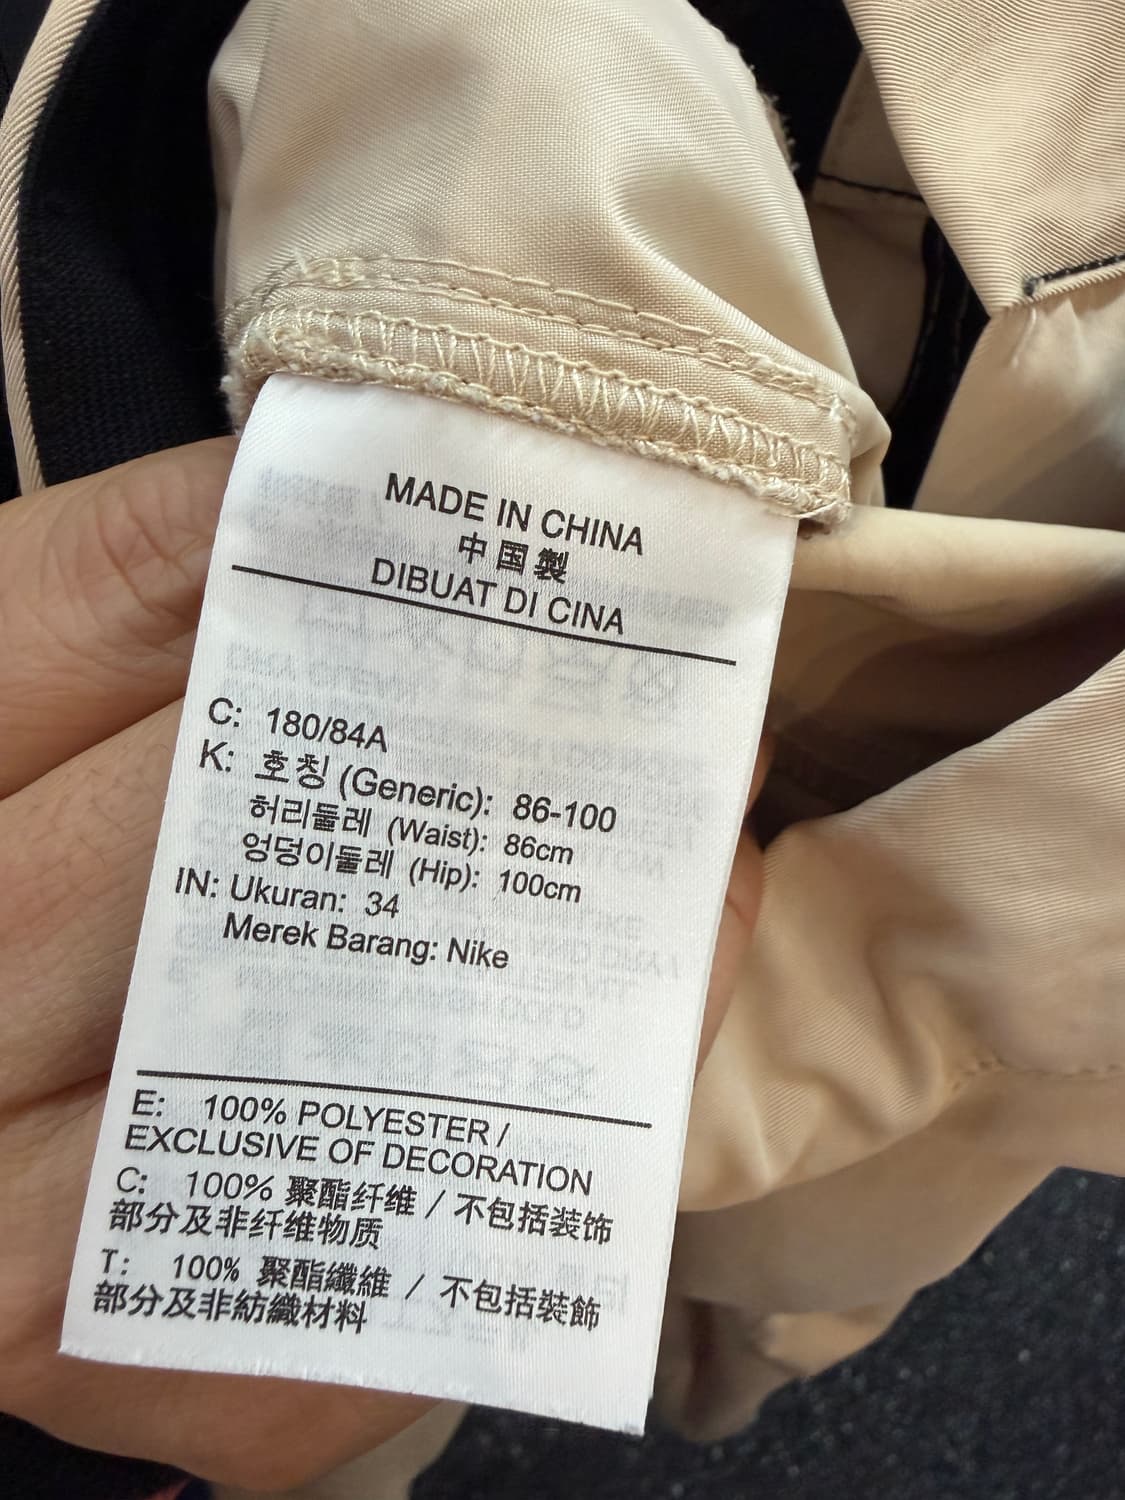 MADE IN CHINA
中国製
DIBUAT DI CINA
C: 180/84A
K: 호칭 (Generic): 86-100
허리둘레 (Waist): 86cm
엉덩이둘레 (Hip): 100cm
IN: Ukuran: 34
Merek Barang: Nike
E: 100% POLYESTER /
EXCLUSIVE OF DECORATION
C: 100% 聚酯纤维 / 不包括装饰
部分及非纤维物质
T: 100% 聚酯纖維 / 不包括裝飾
部分及非紡織材料